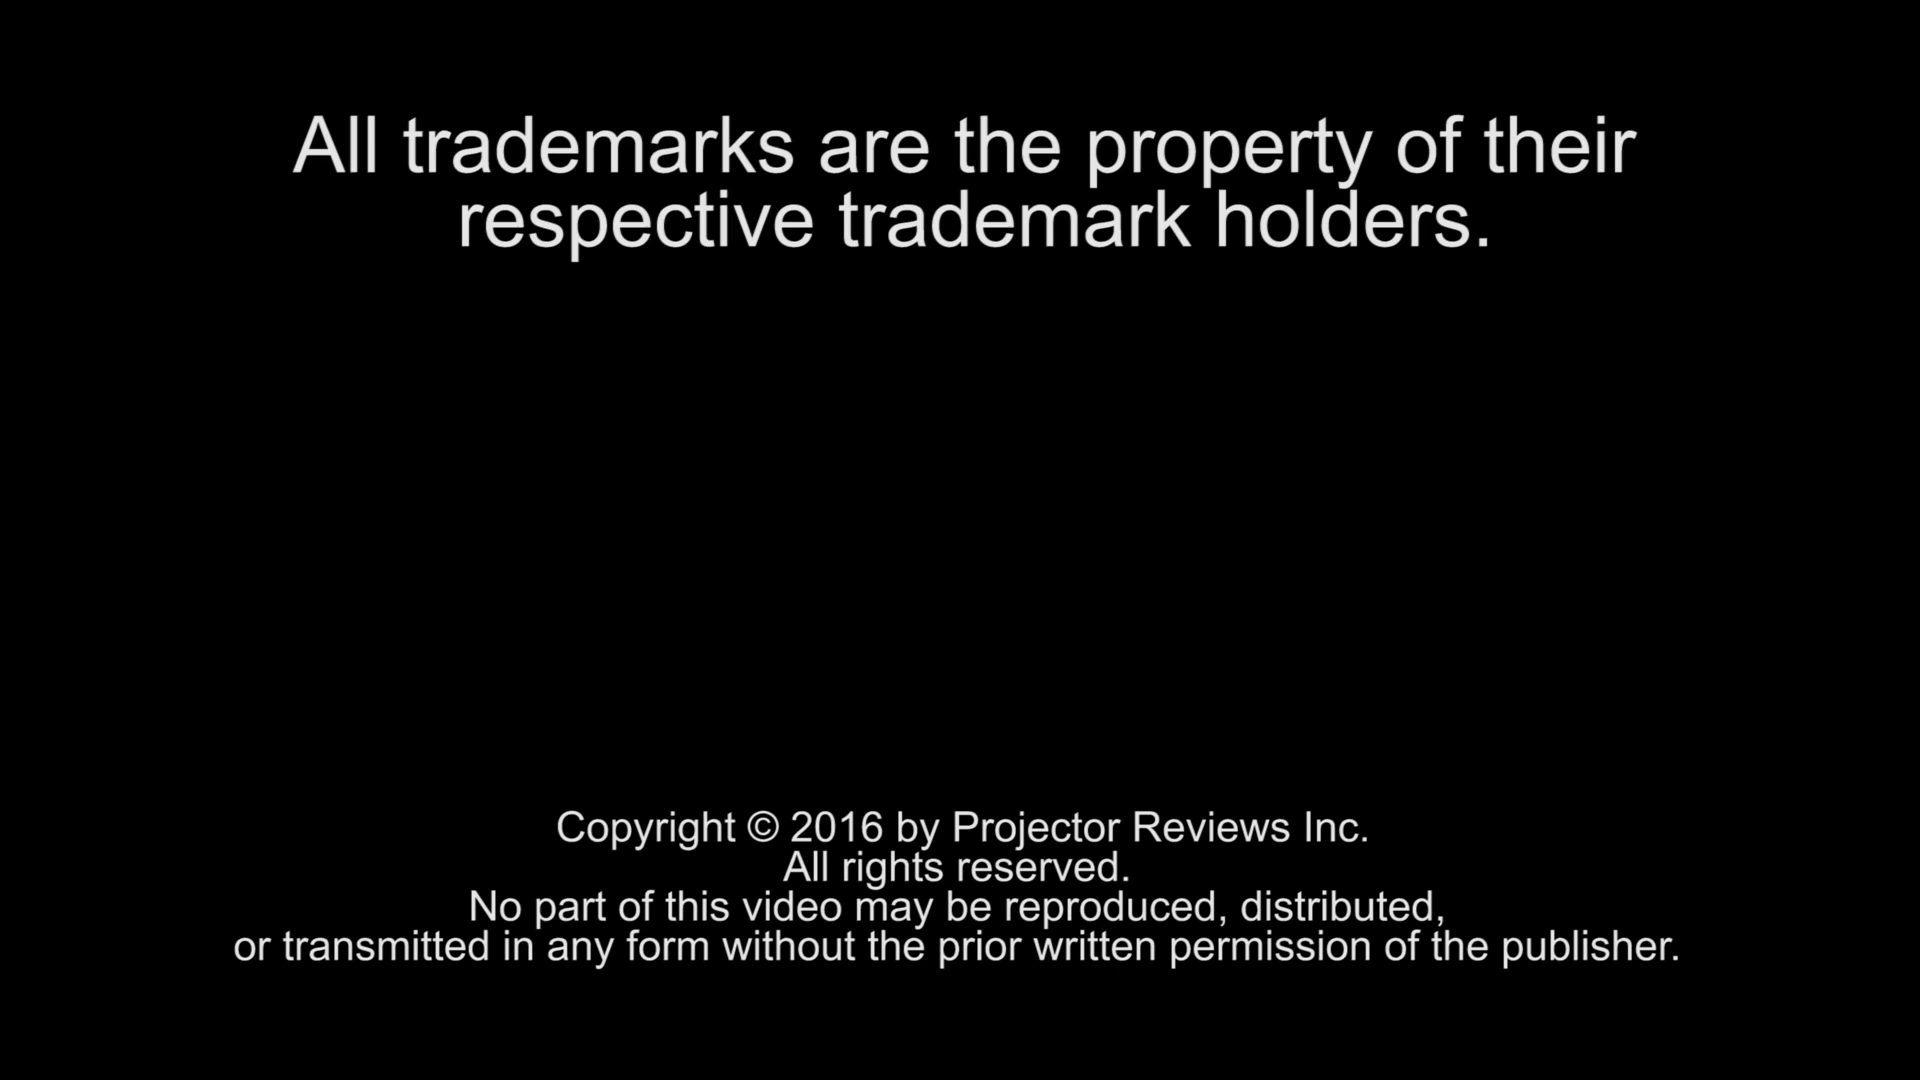 All trademarks are the property of their
respective trademark holders.
Copyright © 2016 by Projector Reviews Inc.
All rights reserved.
No part of this video may be reproduced, distributed,
or transmitted in any form without the prior written permission of the publisher.